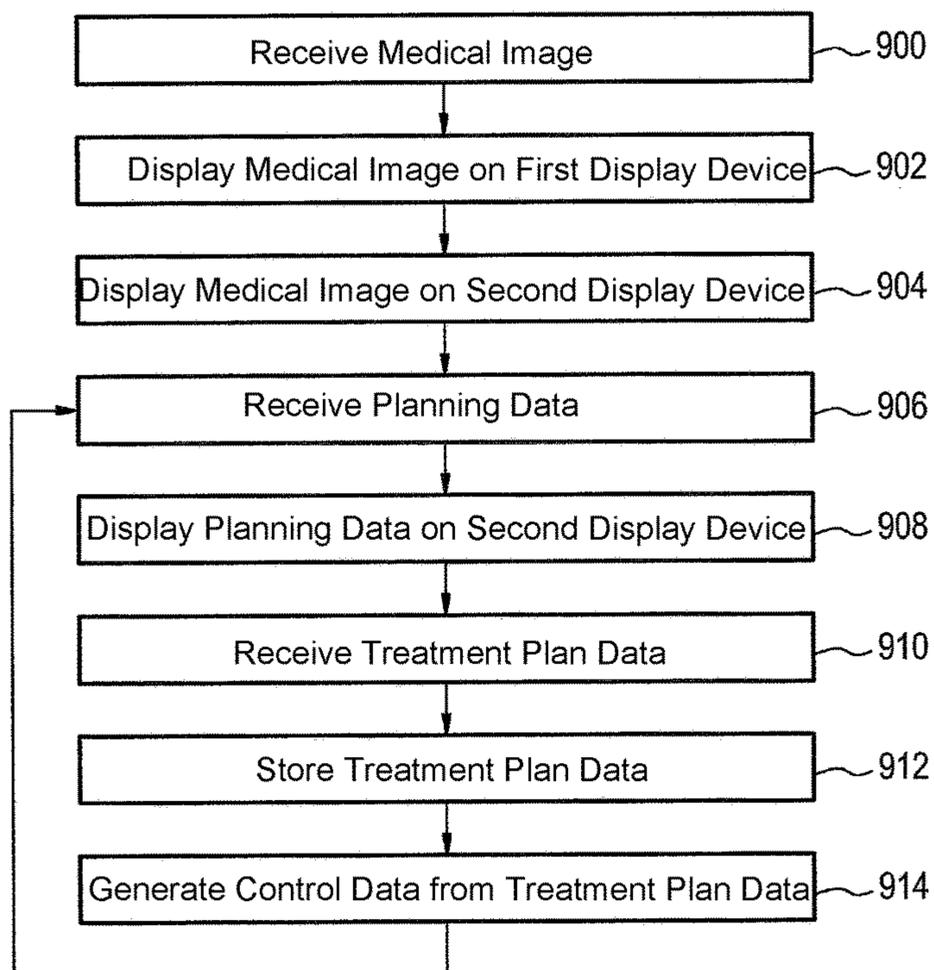 Receive Medical Image 900
Display Medical Image on First Display Device 902
Display Medical Image on Second Display Device 904
Receive Planning Data 906
Display Planning Data on Second Display Device 908
Receive Treatment Plan Data 910
Store Treatment Plan Data 912
Generate Control Data from Treatment Plan Data 914